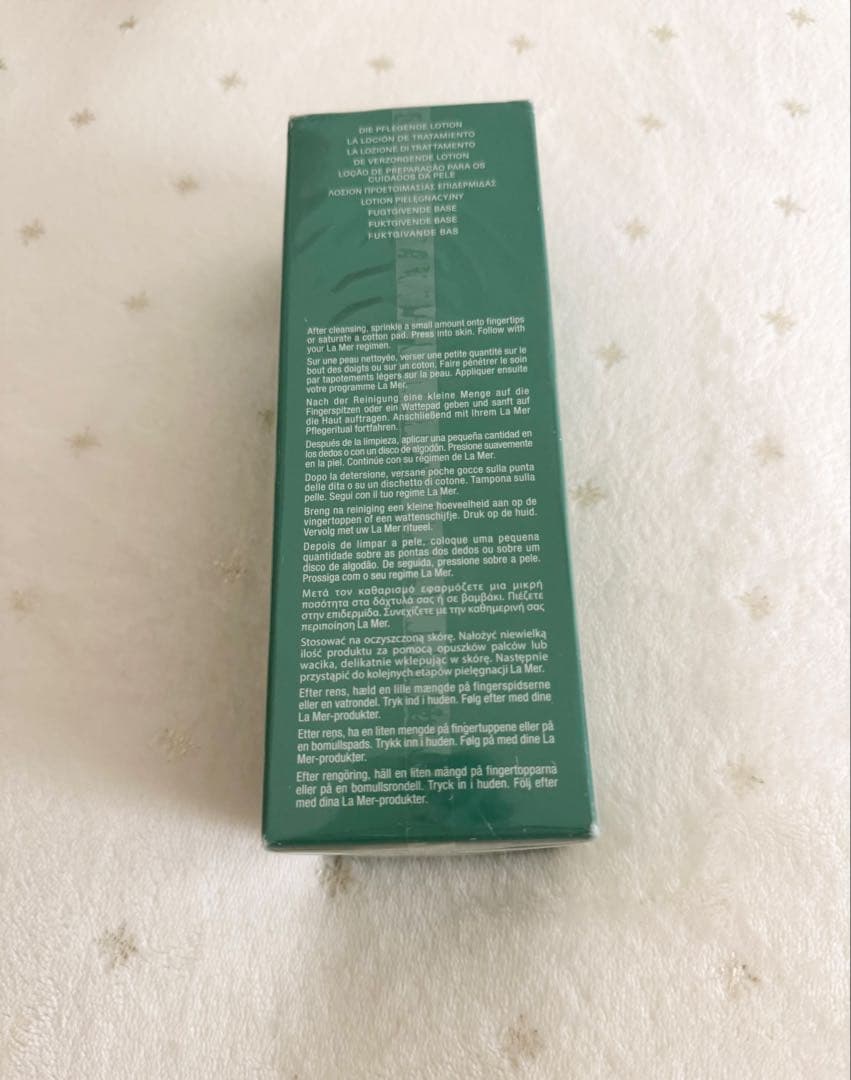 DIE PFLEGENDE LOTION
LA LOCIÓN DE TRATAMIENTO
LA LOZIONE DI TRATTAMENTO
DE VERZORGENDE LOTION
LOÇÃO DE PREPARAÇÃO PARA OS
CUIDADOS DA PELE
ΛΟΣΙΟΝ ΠΡΟΕΤΟΙΜΑΣΙΑΣ ΕΠΙΔΕΡΜΙΔΑΣ
LOTION PIELĘGNACYJNY
FUGTGIVENDE BASE
FUKTGIVENDE BASE
FUKTGIVANDE BAS
After cleansing, sprinkle a small amount onto fingertips
or saturate a cotton pad. Press into skin. Follow with
your La Mer regimen.
Sur une peau nettoyée, verser une petite quantité sur le
bout des doigts ou sur un coton. Faire pénétrer le soin
par tapotements légers sur la peau. Appliquer ensuite
votre programme La Mer.
Nach der Reinigung eine kleine Menge auf die
Fingerspitzen oder ein Wattepad geben und sanft auf
die Haut auftragen. Anschließend mit Ihrem La Mer
Pflegeritual fortfahren.
Después de la limpieza, aplicar una pequeña cantidad en
los dedos o con un disco de algodón. Presione suavemente
en la piel. Continúe con su régimen de La Mer.
Dopo la detersione, versane poche gocce sulla punta
delle dita o su un dischetto di cotone. Tampona sulla
pelle. Segui con il tuo regime La Mer.
Breng na reiniging een kleine hoeveelheid aan op de
vingertoppen of een wattenschijfje. Druk op de huid.
Vervolg met uw La Mer ritueel.
Depois de limpar a pele, coloque uma pequena
quantidade sobre as pontas dos dedos ou sobre um
disco de algodão. De seguida, pressione sobre a pele.
Prossiga com o seu regime La Mer.
Μετά τον καθαρισμό εφαρμόζετε μια μικρή
ποσότητα στα δάχτυλά σας ή σε βαμβάκι. Πιέζετε
στην επιδερμίδα. Συνεχίζετε με την καθημερινή σας
περιποίηση La Mer.
Stosować na oczyszczoną skórę. Nałożyć niewielką
ilość produktu za pomocą opuszków palców lub
wacika, delikatnie wklepując w skórę. Następnie
przystąpić do kolejnych etapów pielęgnacji La Mer.
Efter rens, hæld en lille mængde på fingerspidserne
eller en vatrondel. Tryk ind i huden. Følg efter med dine
La Mer-produkter.
Etter rens, ha en liten mengde på fingertuppene eller på
en bomullspads. Trykk inn i huden. Følg på med dine La
Mer-produkter.
Efter rengöring, häll en liten mängd på fingertopparna
eller på en bomullsrondell. Tryck in i huden. Följ efter
med dina La Mer-produkter.